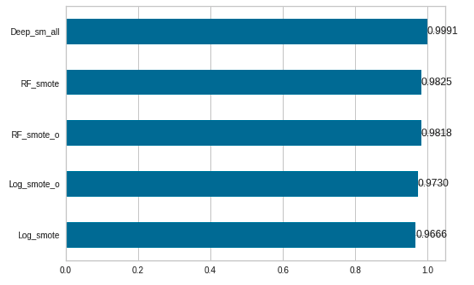 Deep_sm_all 0.9991
RF_smote 0.9825
RF_smote_o 0.9818
Log_smote_o 0.9730
Log_smote 0.9666
0.0 0.2 0.4 0.6 0.8 1.0